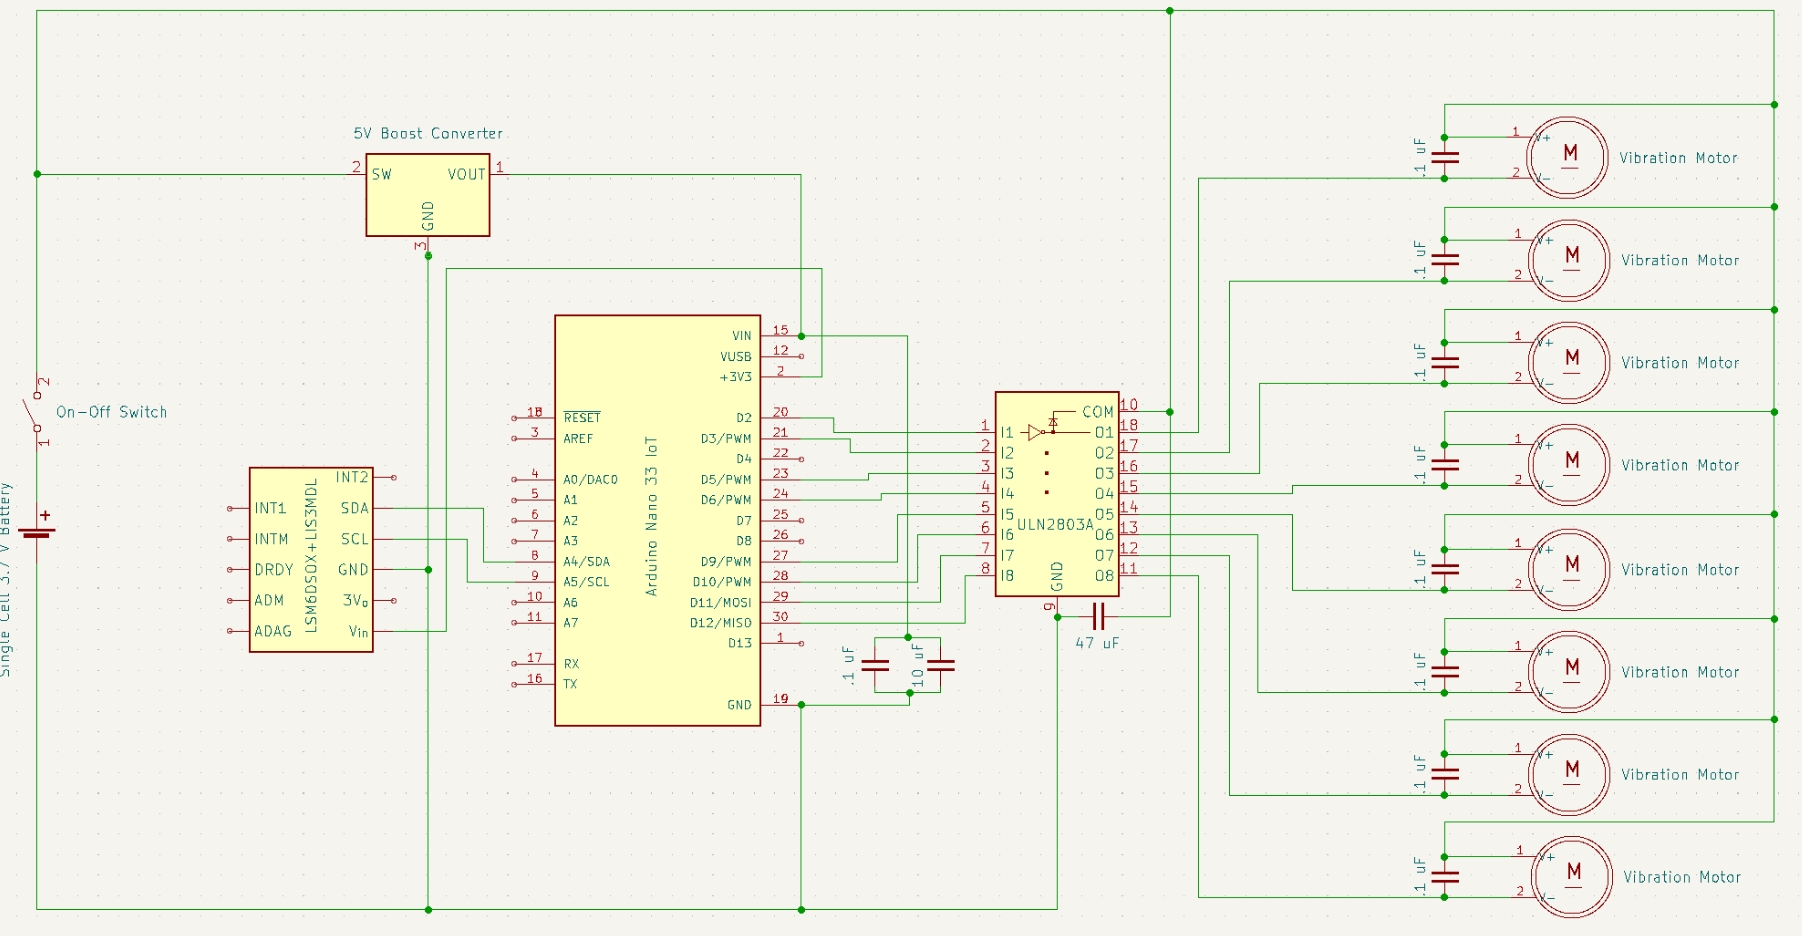 5V Boost Converter
2 SW VOUT 1
GND
3
On-Off Switch
2
1
+
Single Cell 3.7 V Battery
INT2
INT1 SDA
INTM SCL
DRDY GND
ADM 3Vo
ADAG Vin
LSM6DSOX+LIS3MDL
Arduino Nano 33 IoT
RESET
3 AREF
4 A0/DAC0
5 A1
6 A2
7 A3
8 A4/SDA
9 A5/SCL
10 A6
11 A7
17 RX
16 TX
VIN 15
VUSB 12
+3V3 2
D2 20
D3/PWM 21
D4 22
D5/PWM 23
D6/PWM 24
D7 25
D8 26
D9/PWM 27
D10/PWM 28
D11/MOSI 29
D12/MISO 30
D13 1
GND 19
.1 uF
10 uF
COM 10
1 I1 O1 18
2 I2 O2 17
3 I3 O3 16
4 I4 O4 15
5 I5 O5 14
6 I6 O6 13
7 I7 O7 12
8 I8 O8 11
ULN2803A
GND
9
47 uF
.1 uF
1 V+
M
2 V-
Vibration Motor
.1 uF
1 V+
M
2 V-
Vibration Motor
.1 uF
1 V+
M
2 V-
Vibration Motor
.1 uF
1 V+
M
2 V-
Vibration Motor
.1 uF
1 V+
M
2 V-
Vibration Motor
.1 uF
1 V+
M
2 V-
Vibration Motor
.1 uF
1 V+
M
2 V-
Vibration Motor
.1 uF
1 V+
M
2 V-
Vibration Motor